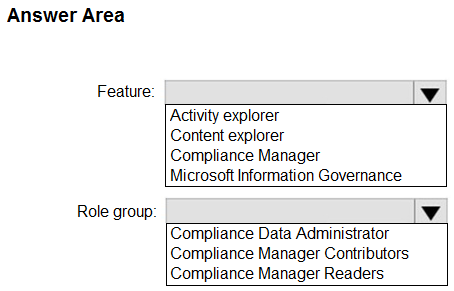 Answer Area
Feature:
Activity explorer
Content explorer
Compliance Manager
Microsoft Information Governance
Role group:
Compliance Data Administrator
Compliance Manager Contributors
Compliance Manager Readers